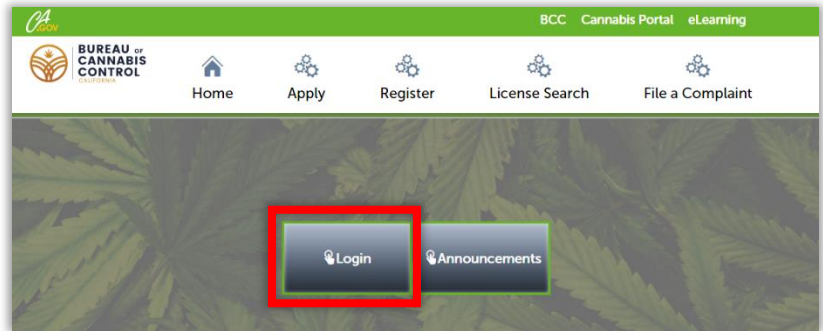 CA.GOV
BCC Cannabis Portal eLearning
BUREAU OF
CANNABIS
CONTROL
CALIFORNIA
Home Apply Register License Search File a Complaint
Login Announcements